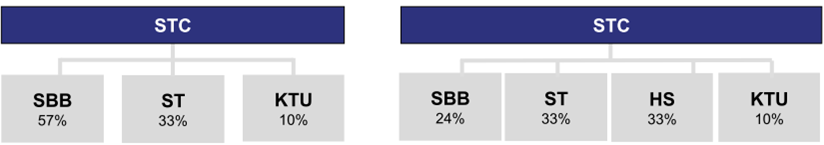 STC
SBB
57%
ST
33%
KTU
10%
STC
SBB
24%
ST
33%
HS
33%
KTU
10%